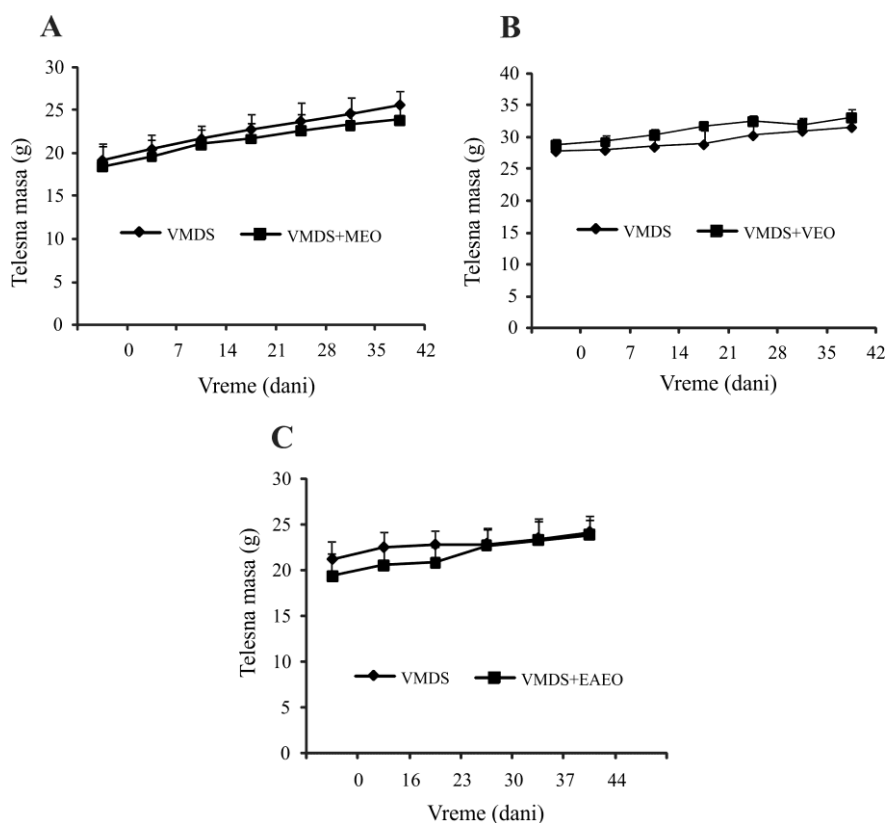 A
30
25
20
15
10
5
0
Telesna masa (g)
VMDS
VMDS+MEO
0 7 14 21 28 35 42
Vreme (dani)
B
40
35
30
25
20
15
10
5
0
Telesna masa (g)
VMDS
VMDS+VEO
0 7 14 21 28 35 42
Vreme (dani)
C
30
25
20
15
10
5
0
Telesna masa (g)
VMDS
VMDS+EAEO
0 16 23 30 37 44
Vreme (dani)